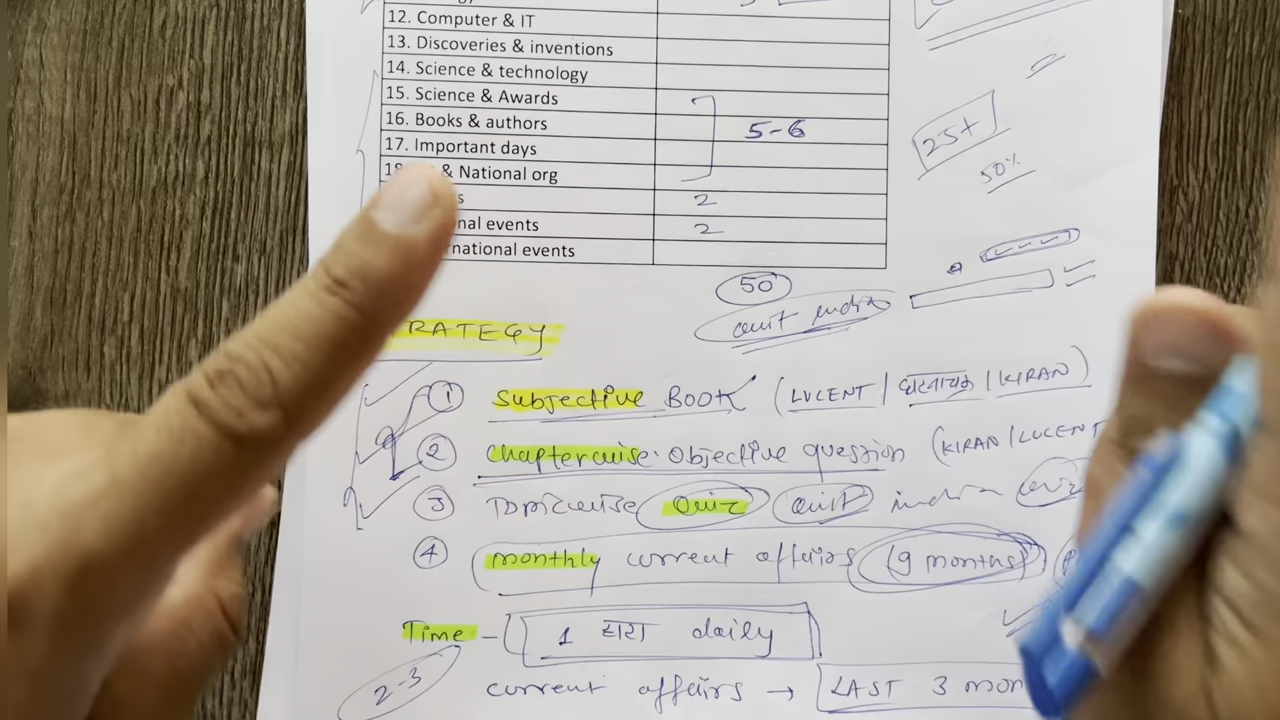 12. Computer & IT
13. Discoveries & inventions
14. Science & technology
15. Science & Awards
16. Books & authors 5-6
17. Important days
& National org
2
nal events 2
national events
25+
50%
50
Quit india
RATEGY
① Subjective BOOK (LUCENT / / KIRAN)
② Chapterwise objective question (KIRAN / LUCENT
③ Topicwise Quiz Quit india Quiz
④ monthly current affairs (9 months)
Time - 1 घंटा daily
2-3
current affairs → LAST 3 mon